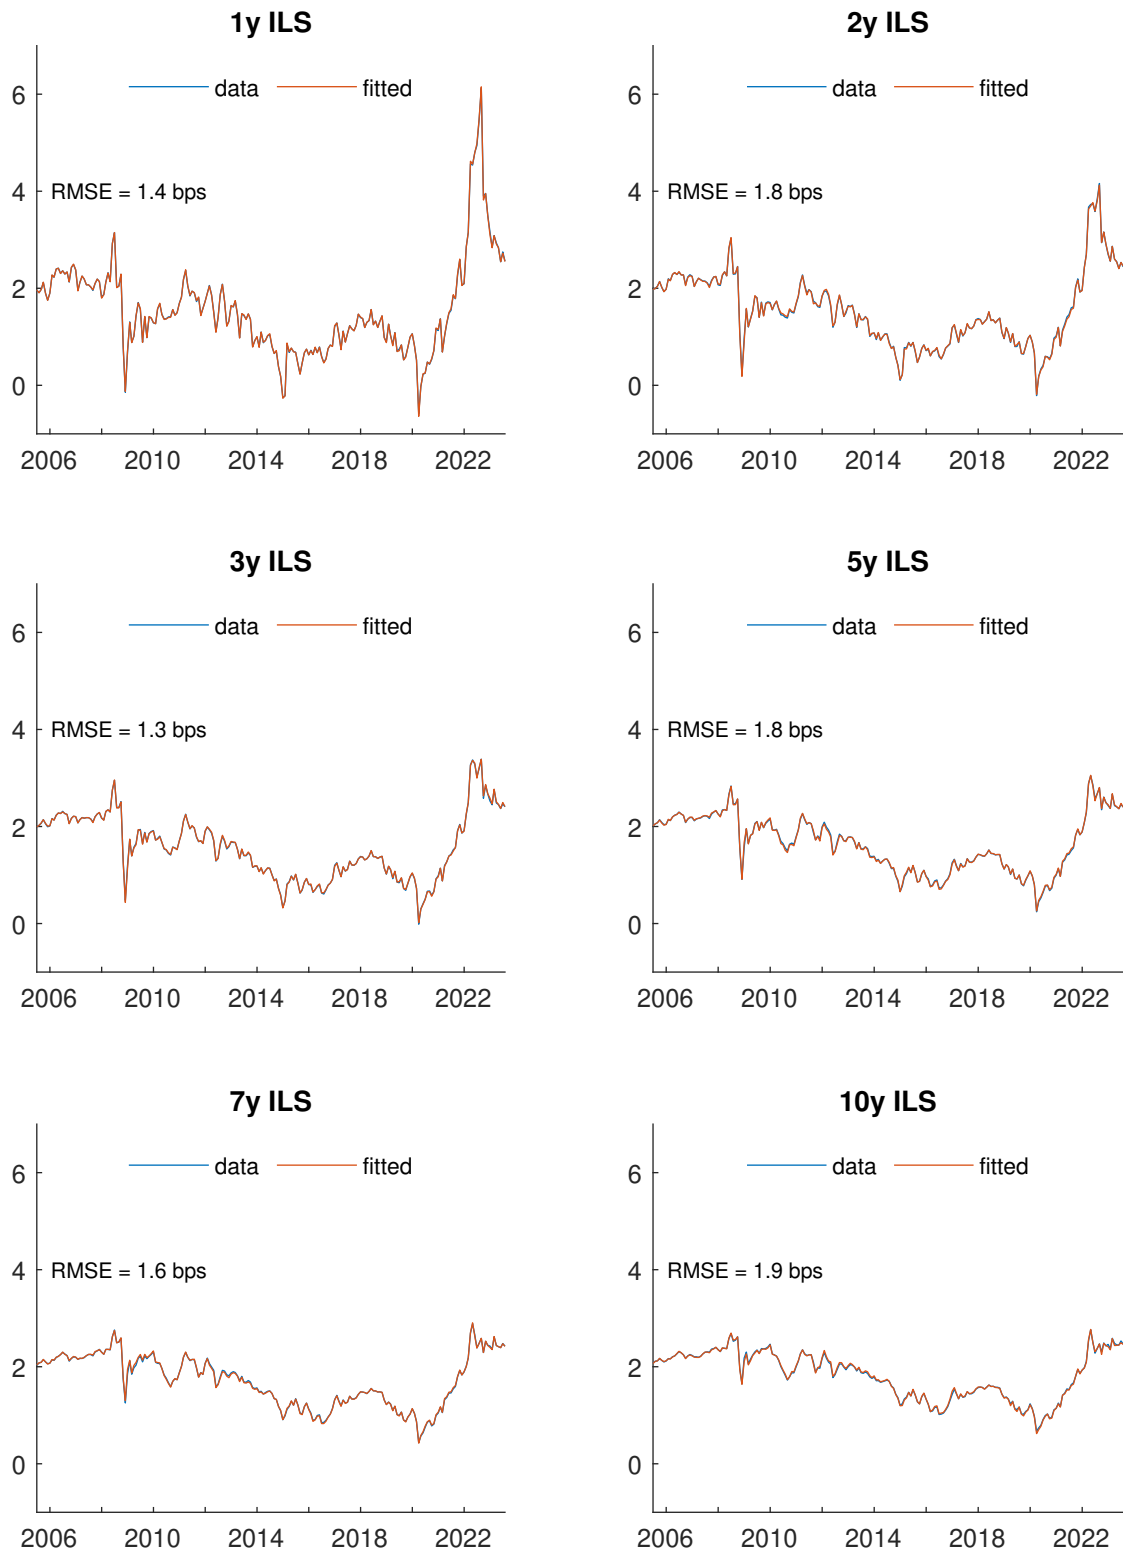 1y ILS
data fitted
RMSE = 1.4 bps
6
4
2
0
2006 2010 2014 2018 2022
2y ILS
data fitted
RMSE = 1.8 bps
6
4
2
0
2006 2010 2014 2018 2022
3y ILS
data fitted
RMSE = 1.3 bps
6
4
2
0
2006 2010 2014 2018 2022
5y ILS
data fitted
RMSE = 1.8 bps
6
4
2
0
2006 2010 2014 2018 2022
7y ILS
data fitted
RMSE = 1.6 bps
6
4
2
0
2006 2010 2014 2018 2022
10y ILS
data fitted
RMSE = 1.9 bps
6
4
2
0
2006 2010 2014 2018 2022